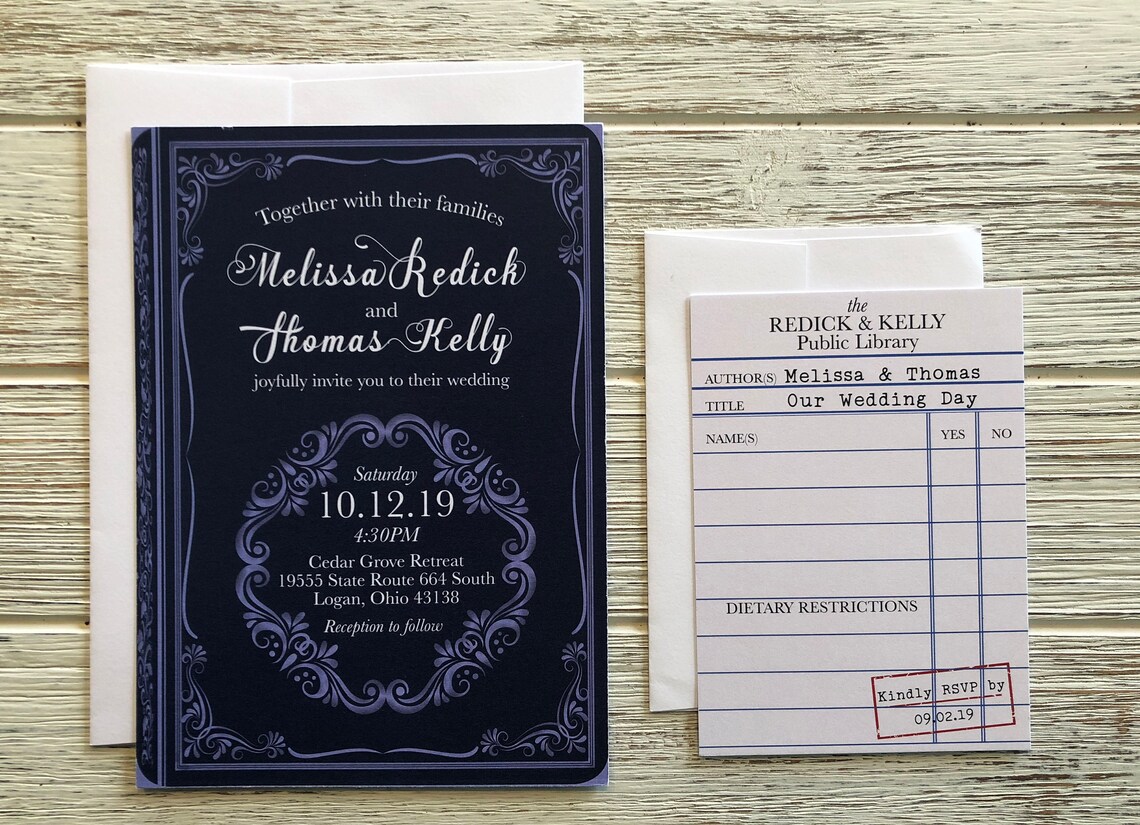 Together with their families
Melissa Redick
and
Thomas Kelly
joyfully invite you to their wedding
Saturday
10.12.19
4:30PM
Cedar Grove Retreat
19555 State Route 664 South
Logan, Ohio 43138
Reception to follow
the
REDICK & KELLY
Public Library
AUTHOR(S) Melissa & Thomas
TITLE Our Wedding Day
NAME(S) YES NO
DIETARY RESTRICTIONS
Kindly RSVP by
09.02.19